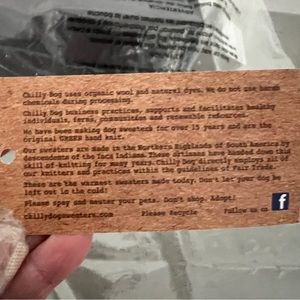 Chilly Dog uses organic wool and natural dyes. We do not use harsh
chemicals during processing.
Chilly Dog business practices, supports and facilitates healthy
individuals, farms, communities and renewable resources.
We have been making dog sweaters for over 15 years and are the
original GREEN hand knit.
Our sweaters are made in the Northern Highlands of South America by
descendents of the Inca Indians. These artisans have handed down this
skill of knitting for many years. Chilly Dog directly employs all of
our knitters and practices within the guidelines of Fair Trade.
These are the warmest sweaters made today. Don't let your dog be
left out in the cold!
Please spay and neuter your pets. Don't shop. Adopt!
chillydogsweaters.com Please Recycle Follow us on f